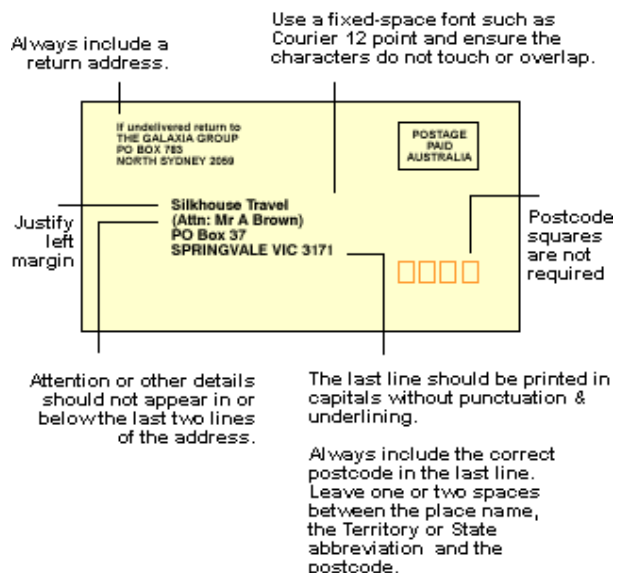 Always include a
return address.
Use a fixed-space font such as
Courier 12 point and ensure the
characters do not touch or overlap.
If undelivered return to
THE GALAXIA GROUP
PO BOX 783
NORTH SYDNEY 2059
POSTAGE
PAID
AUSTRALIA
Justify
left
margin
Silkhouse Travel
(Attn: Mr A Brown)
PO Box 37
SPRINGVALE VIC 3171
Postcode
squares
are not
required
Attention or other details
should not appear in or
below the last two lines
of the address.
The last line should be printed in
capitals without punctuation &
underlining.
Always include the correct
postcode in the last line.
Leave one or two spaces
between the place name,
the Territory or State
abbreviation and the
postcode.